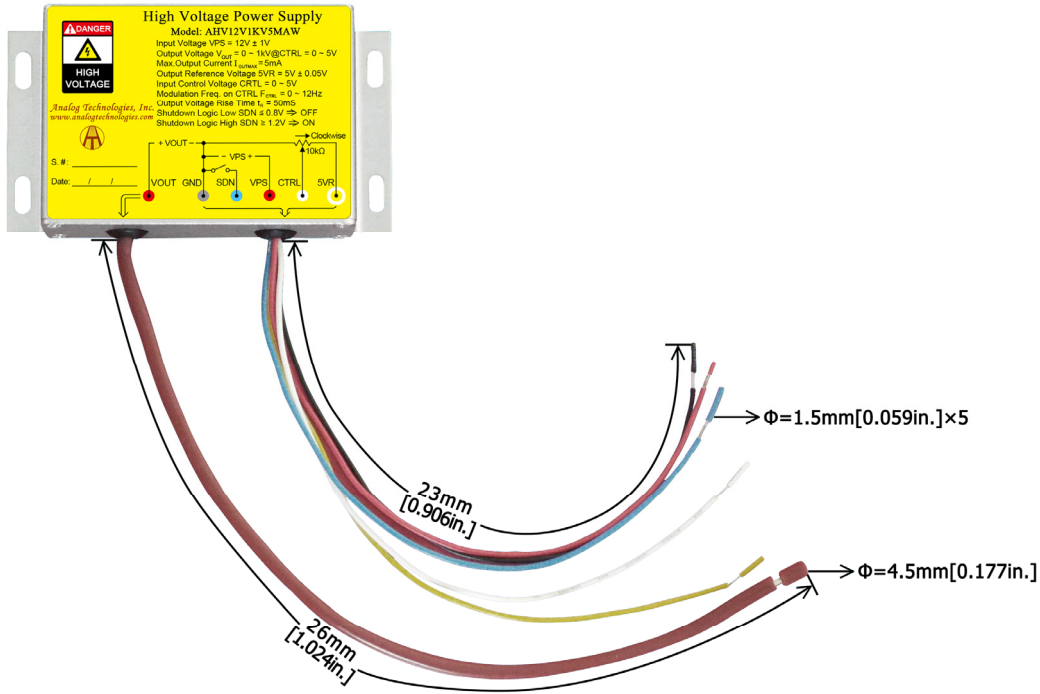 High Voltage Power Supply
DANGER
HIGH
VOLTAGE
Model: AHV12V1KV5MAW
Input Voltage VPS = 12V ± 1V
Output Voltage VOUT = 0 ~ 1kV@CTRL = 0 ~ 5V
Max.Output Current IOUTMAX = 5mA
Output Reference Voltage 5VR = 5V ± 0.05V
Input Control Voltage CRTL = 0 ~ 5V
Modulation Freq. on CTRL FCTRL = 0 ~ 12Hz
Output Voltage Rise Time tR = 50mS
Shutdown Logic Low SDN ≤ 0.8V ⇒ OFF
Shutdown Logic High SDN ≥ 1.2V ⇒ ON
Analog Technologies, Inc.
www.analogtechnologies.com
AT
S. #:
Date: / /
Clockwise
+ VOUT -
10kΩ
- VPS +
VOUT GND SDN VPS CTRL 5VR
Φ=1.5mm[0.059in.]×5
23mm
[0.906in.]
Φ=4.5mm[0.177in.]
26mm
[1.024in.]